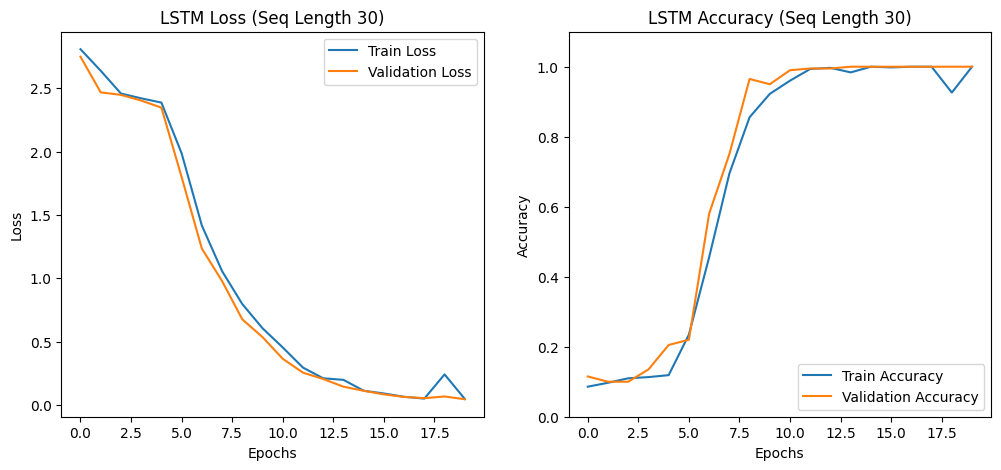 LSTM Loss (Seq Length 30)
Train Loss
Validation Loss
2.5
2.0
1.5
1.0
0.5
0.0
Loss
0.0 2.5 5.0 7.5 10.0 12.5 15.0 17.5
Epochs
LSTM Accuracy (Seq Length 30)
1.0
0.8
0.6
0.4
0.2
0.0
Accuracy
Train Accuracy
Validation Accuracy
0.0 2.5 5.0 7.5 10.0 12.5 15.0 17.5
Epochs